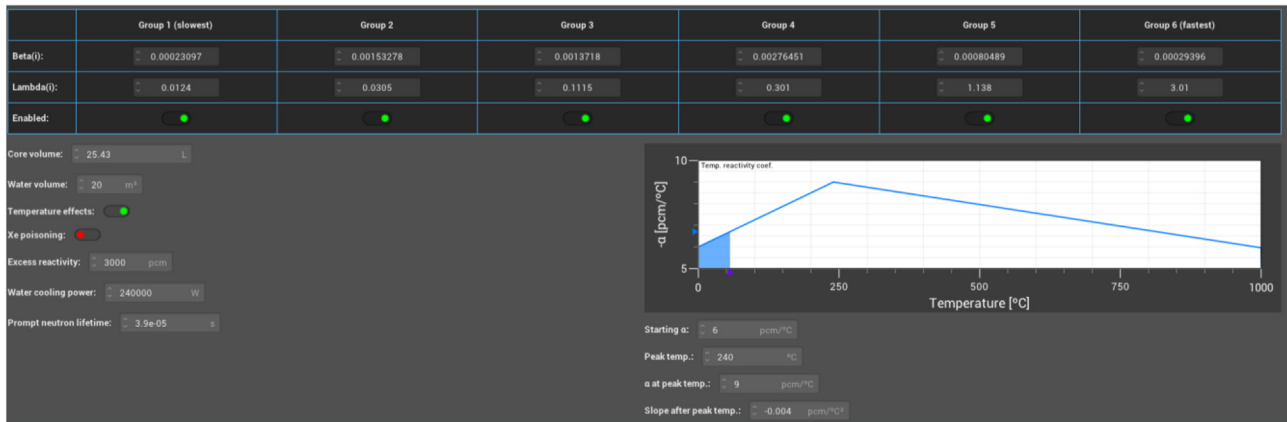 Group 1 (slowest) Group 2 Group 3 Group 4 Group 5 Group 6 (fastest)
Beta(i): 0.00023097 0.00153278 0.0013718 0.00276451 0.00080489 0.00029396
Lambda(i): 0.0124 0.0305 0.1115 0.301 1.138 3.01
Enabled:
Core volume: 25.43 L
Water volume: 20 m³
Temperature effects:
Xe poisoning:
Excess reactivity: 3000 pcm
Water cooling power: 240000 W
Prompt neutron lifetime: 3.9e-05 s
Temp. reactivity coef.
10
5
-α [pcm/°C]
0 250 500 750 1000
Temperature [°C]
Starting α: 6 pcm/°C
Peak temp.: 240 °C
α at peak temp.: 9 pcm/°C
Slope after peak temp.: -0.004 pcm/°C²